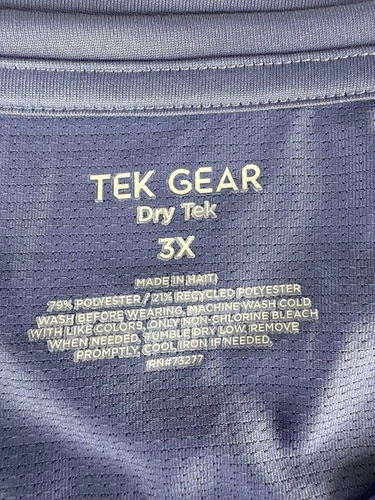 TEK GEAR
Dry Tek
3X
MADE IN HAITI
79% POLYESTER / 21% RECYCLED POLYESTER
WASH BEFORE WEARING, MACHINE WASH COLD
WITH LIKE COLORS, ONLY NON-CHLORINE BLEACH
WHEN NEEDED, TUMBLE DRY LOW, REMOVE
PROMPTLY, COOL IRON IF NEEDED,
RN#73277